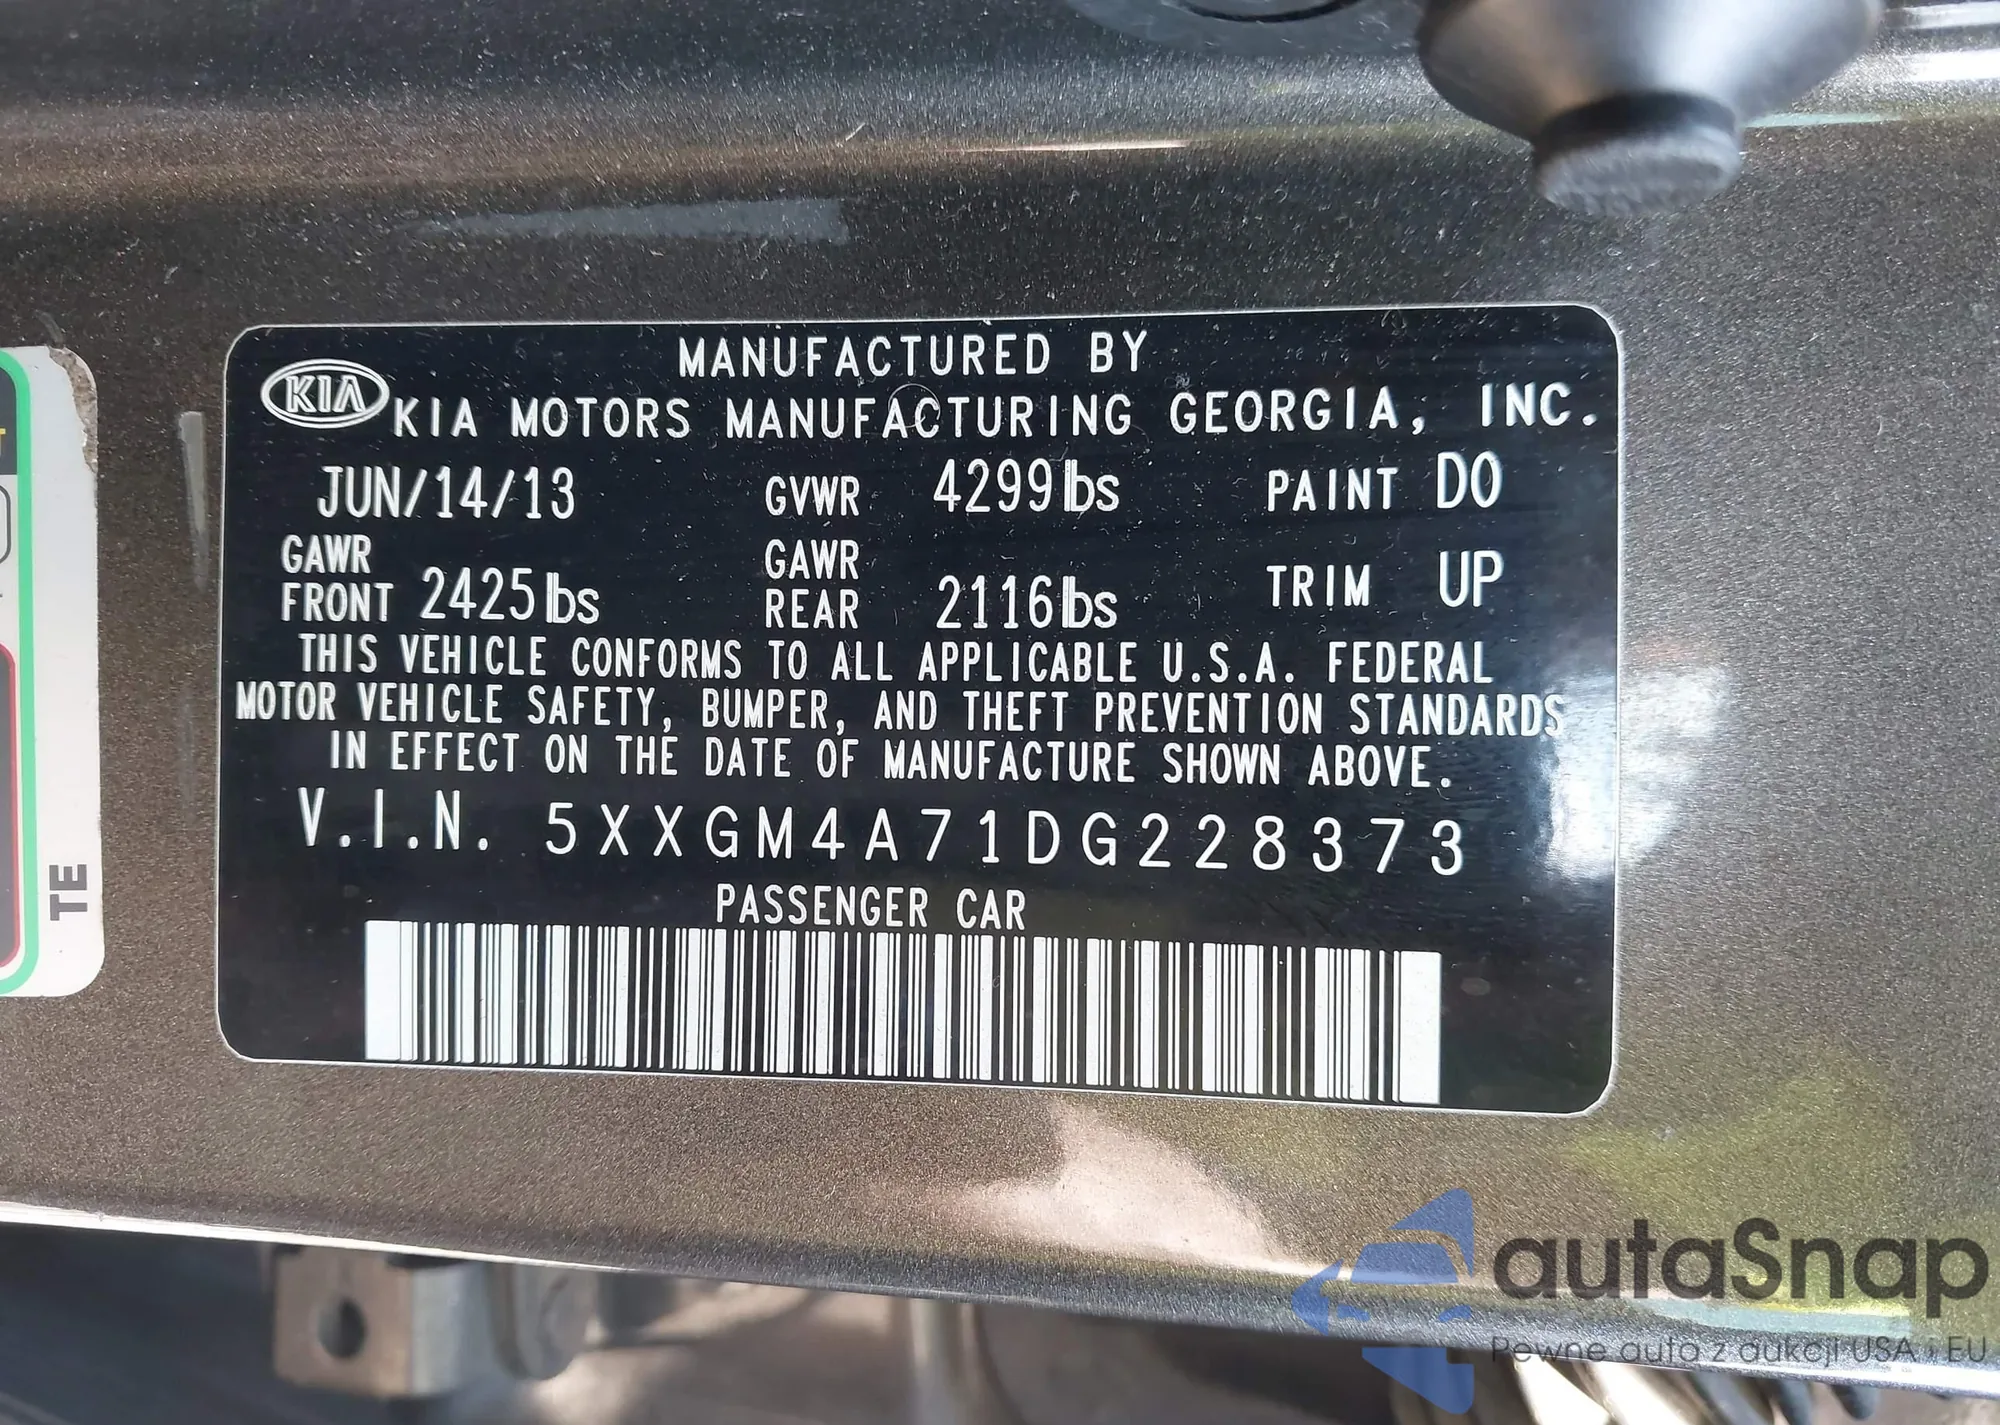 MANUFACTURED BY
KIA KIA MOTORS MANUFACTURING GEORGIA, INC.
JUN/14/13 GVWR 4299lbs PAINT D0
GAWR FRONT 2425lbs GAWR REAR 2116lbs TRIM UP
THIS VEHICLE CONFORMS TO ALL APPLICABLE U.S.A. FEDERAL
MOTOR VEHICLE SAFETY, BUMPER, AND THEFT PREVENTION STANDARDS
IN EFFECT ON THE DATE OF MANUFACTURE SHOWN ABOVE.
V.I.N. 5XXGM4A71DG228373
PASSENGER CAR
TE
autaSnap
Pewne auta z aukcji USA i EU